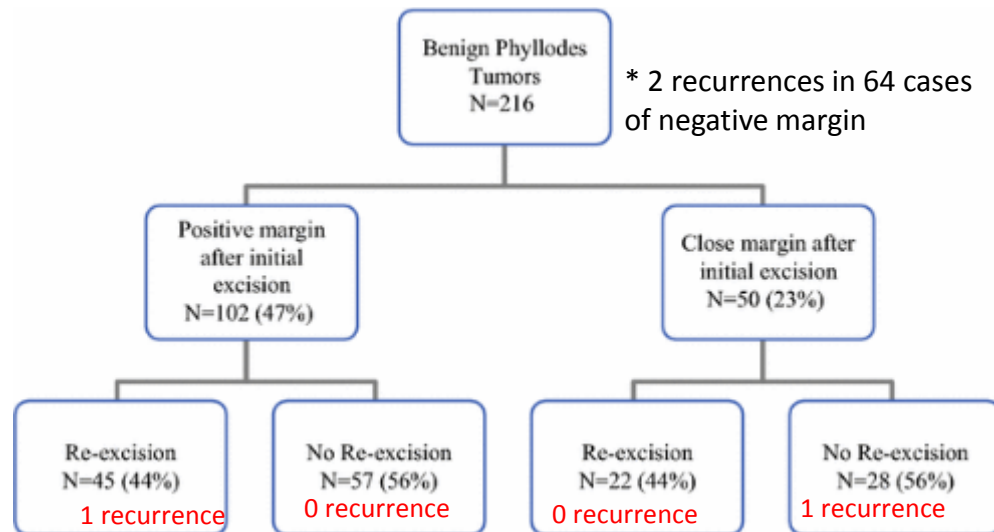 Benign Phyllodes
Tumors
N=216
* 2 recurrences in 64 cases
of negative margin
Positive margin
after initial
excision
N=102 (47%)
Close margin after
initial excision
N=50 (23%)
Re-excision
N=45 (44%)
1 recurrence
No Re-excision
N=57 (56%)
0 recurrence
Re-excision
N=22 (44%)
0 recurrence
No Re-excision
N=28 (56%)
1 recurrence